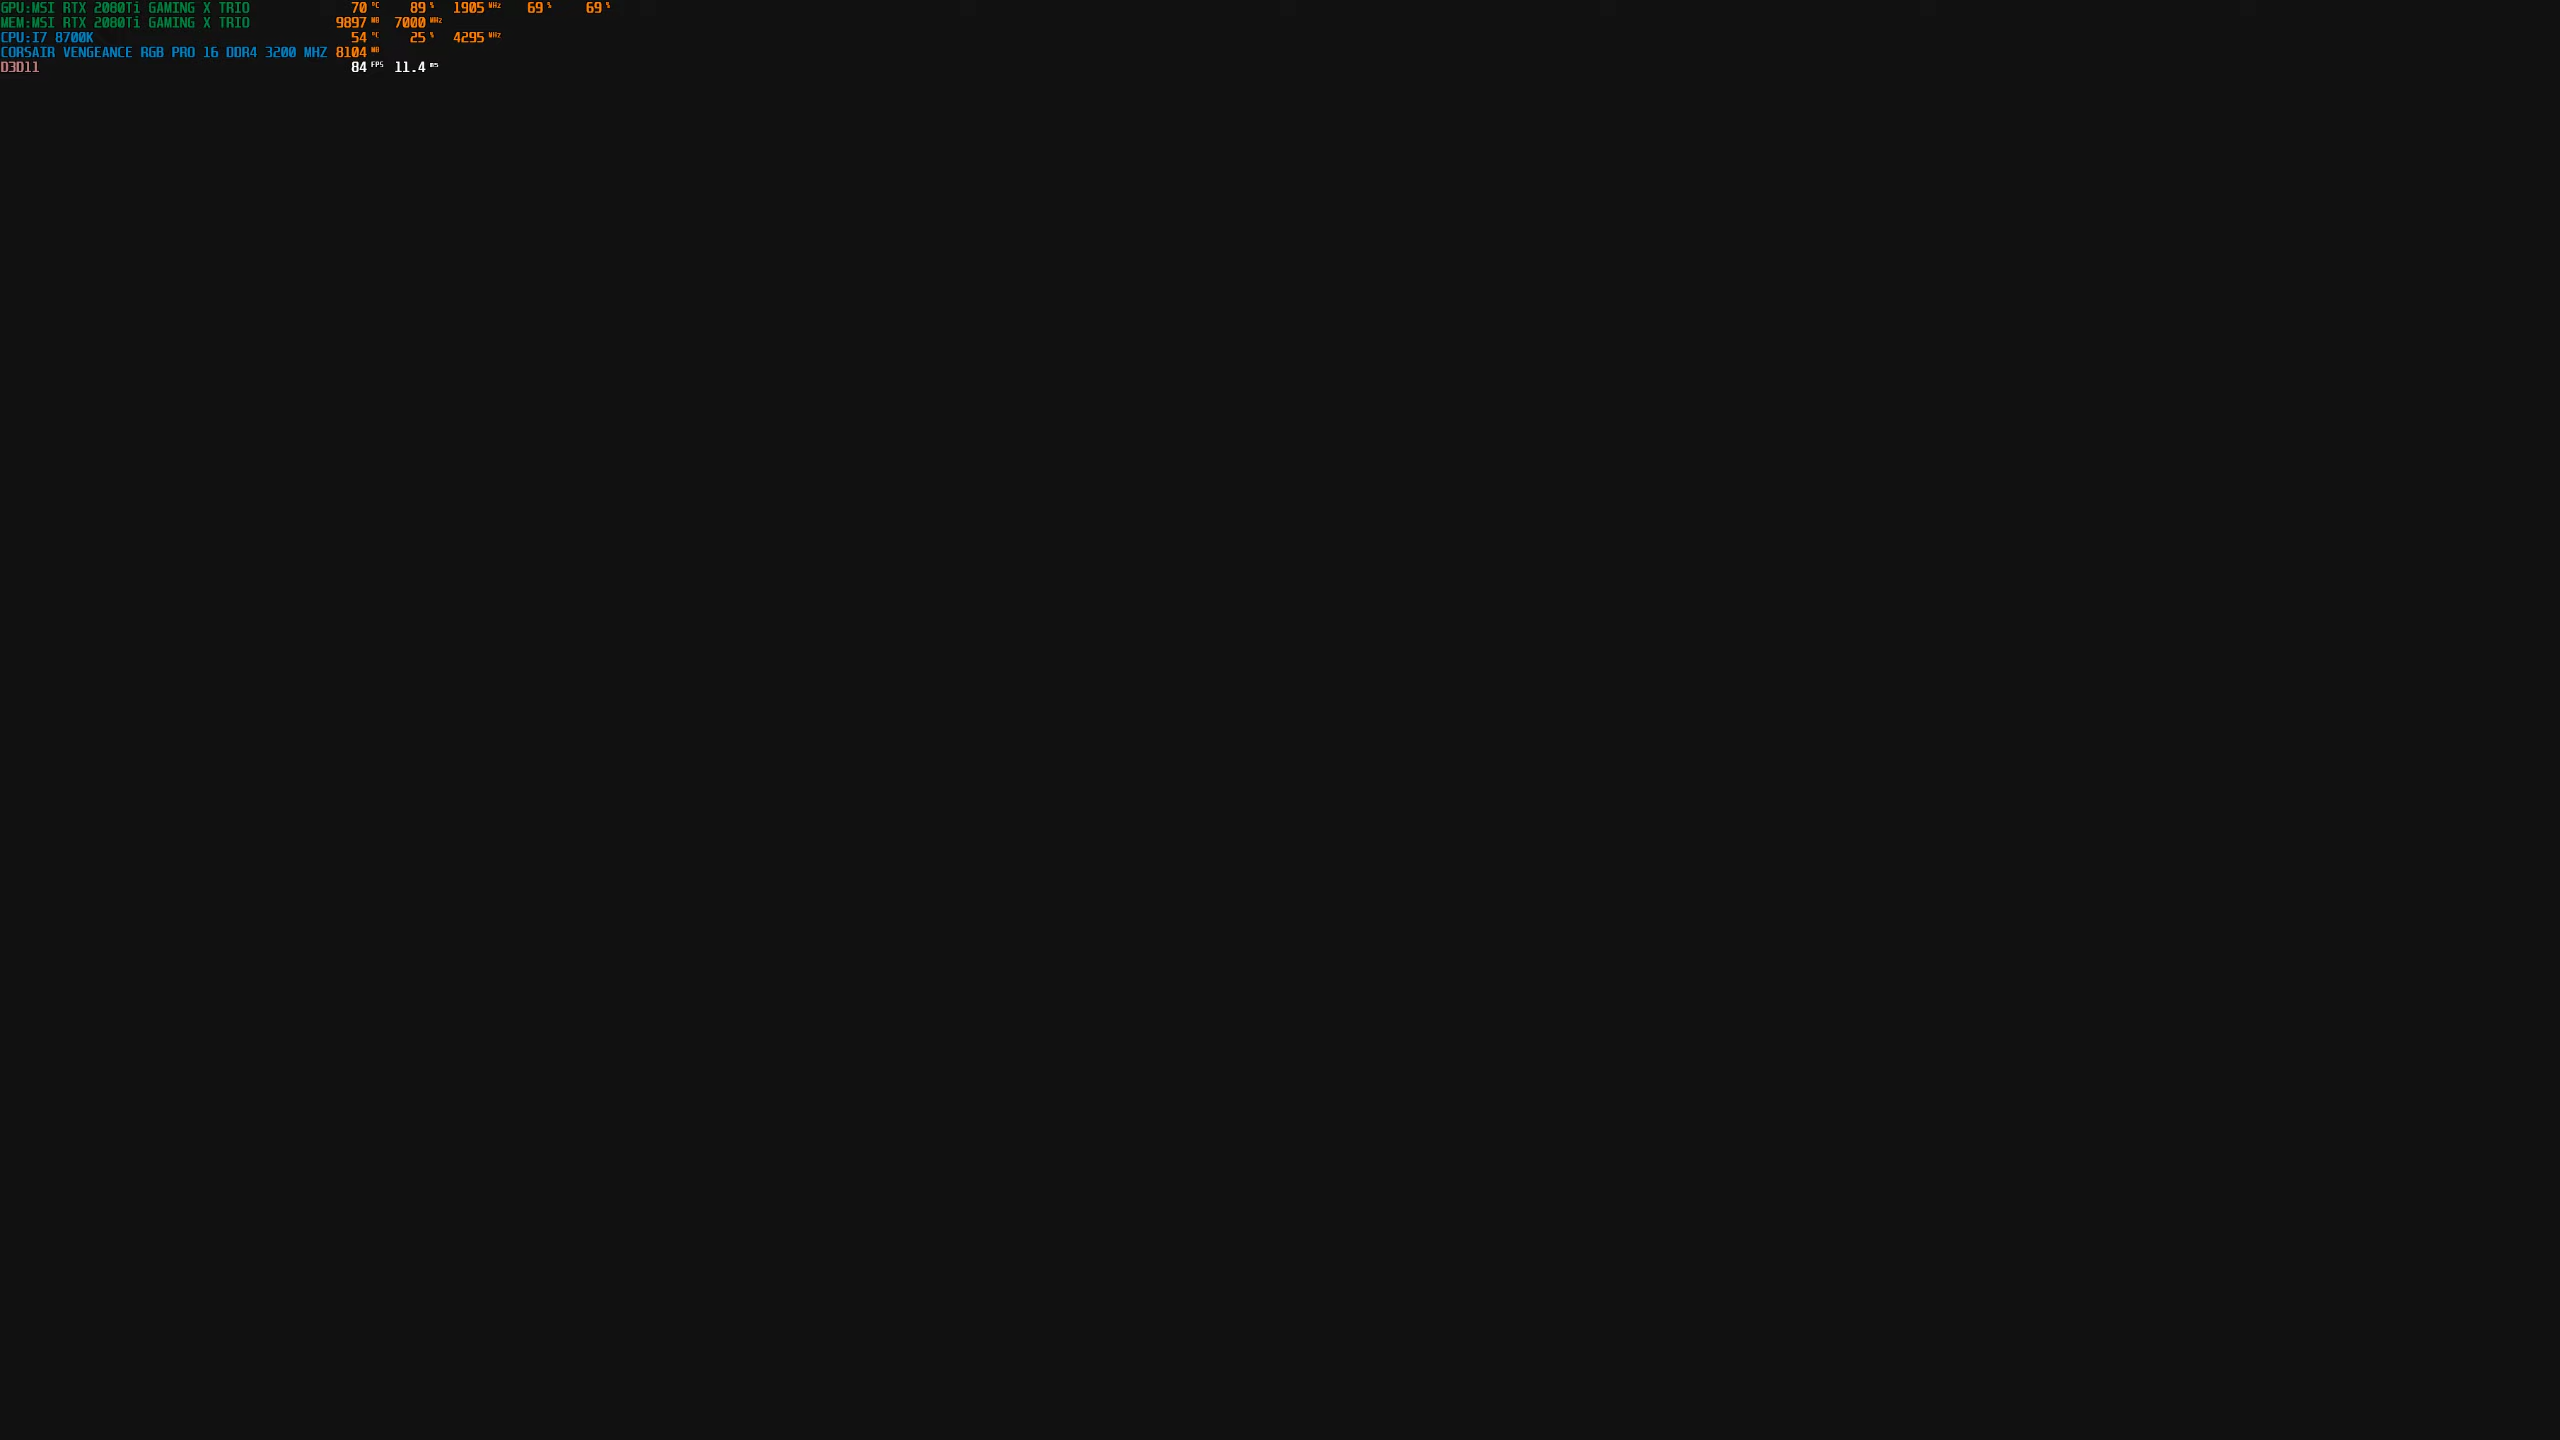 GPU:MSI RTX 2080Ti GAMING X TRIO 70 °C 89 % 1905 MHz 69 % 69 %
MEM:MSI RTX 2080Ti GAMING X TRIO 9897 MB 7000 MHz
CPU:I7 8700K 54 °C 25 % 4295 MHz
CORSAIR VENGEANCE RGB PRO 16 DDR4 3200 MHZ 8104 MB
D3D11 84 FPS 11.4 ms